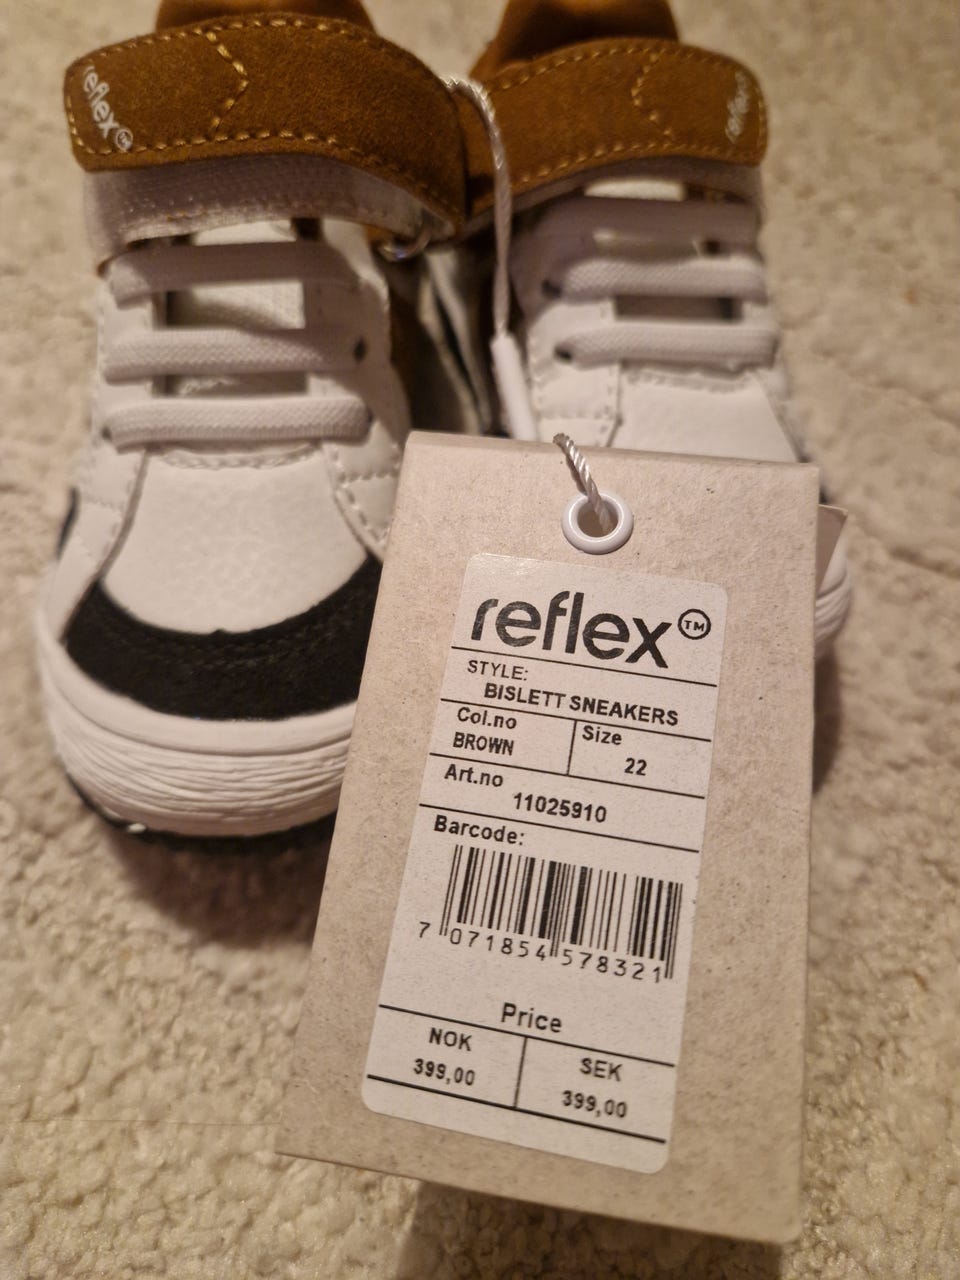 reflex™
reflex
reflex™
STYLE:
BISLETT SNEAKERS
Col.no
BROWN
Size
22
Art.no
11025910
Barcode:
7 071854 578321
Price
NOK
399,00
SEK
399,00